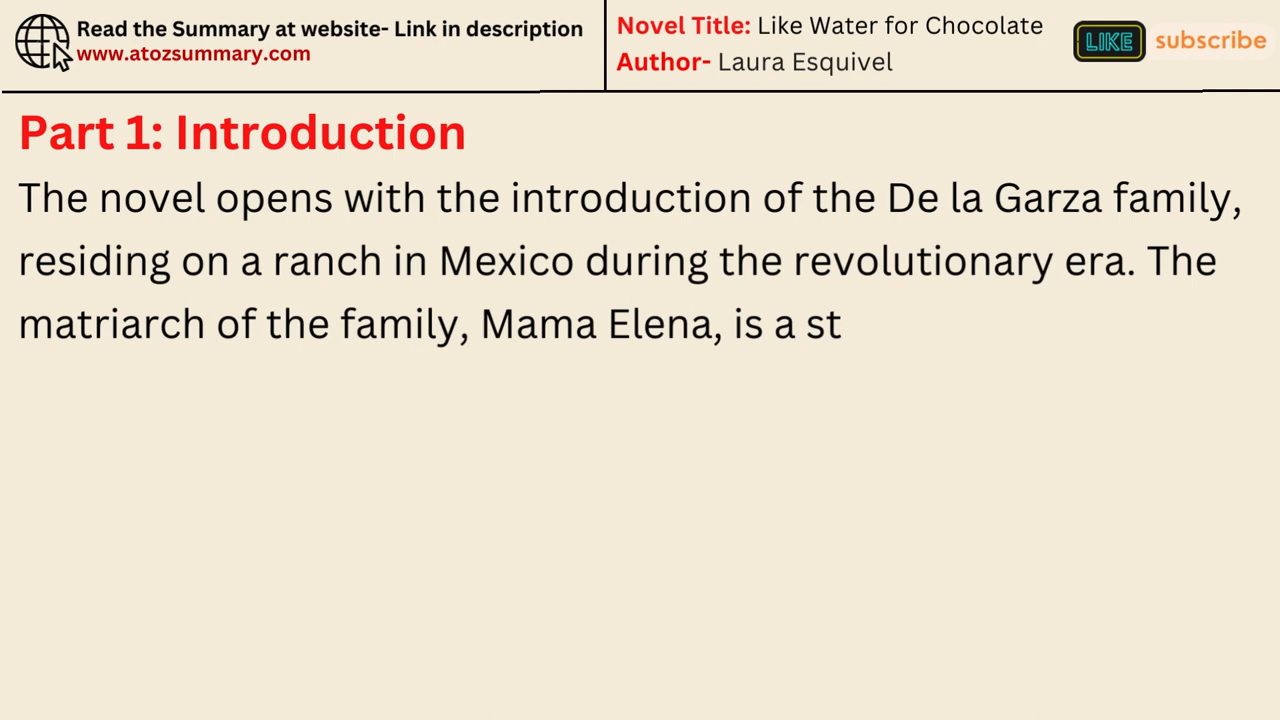 Read the Summary at website- Link in description
www.atozsummary.com
Novel Title: Like Water for Chocolate
Author- Laura Esquivel
LIKE
subscribe
Part 1: Introduction
The novel opens with the introduction of the De la Garza family,
residing on a ranch in Mexico during the revolutionary era. The
matriarch of the family, Mama Elena, is a st